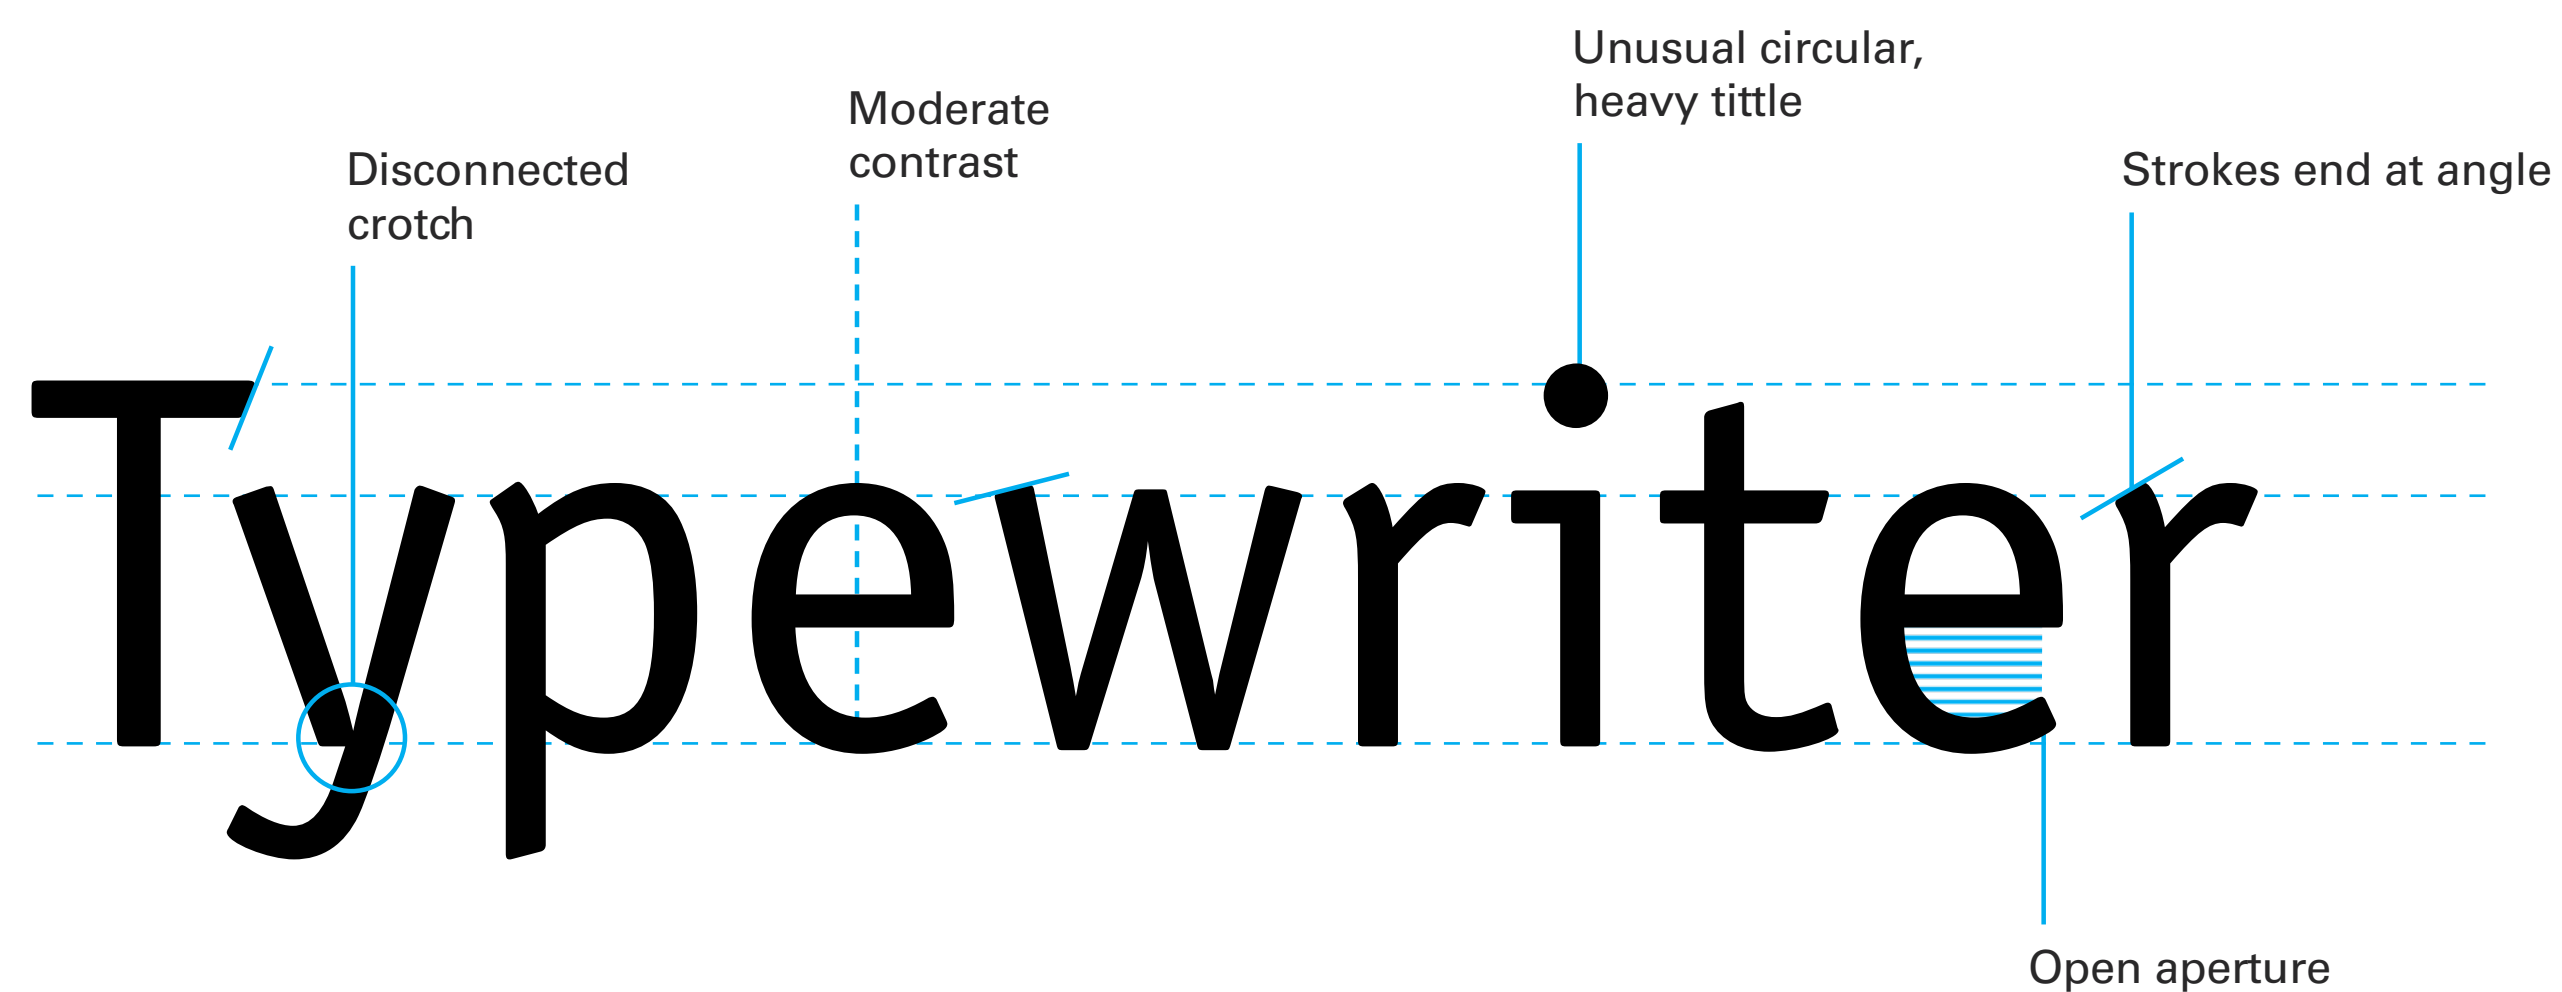 Unusual circular,
heavy tittle
Moderate
contrast
Disconnected
crotch
Strokes end at angle
Typewriter
Open aperture